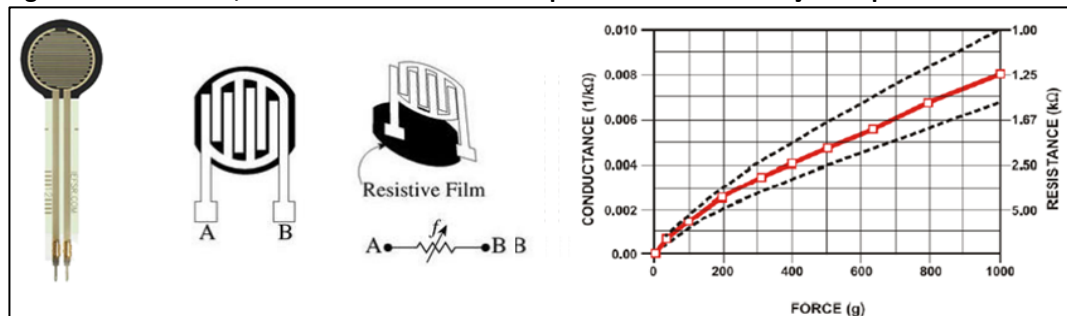 Resistive Film
A
B
f
A
B B
CONDUCTANCE (1/kΩ)
0.010
0.008
0.006
0.004
0.002
0.00
0
200
400
600
800
1000
FORCE (g)
1.00
1.25
1.67
2.50
5.00
RESISTANCE (kΩ)